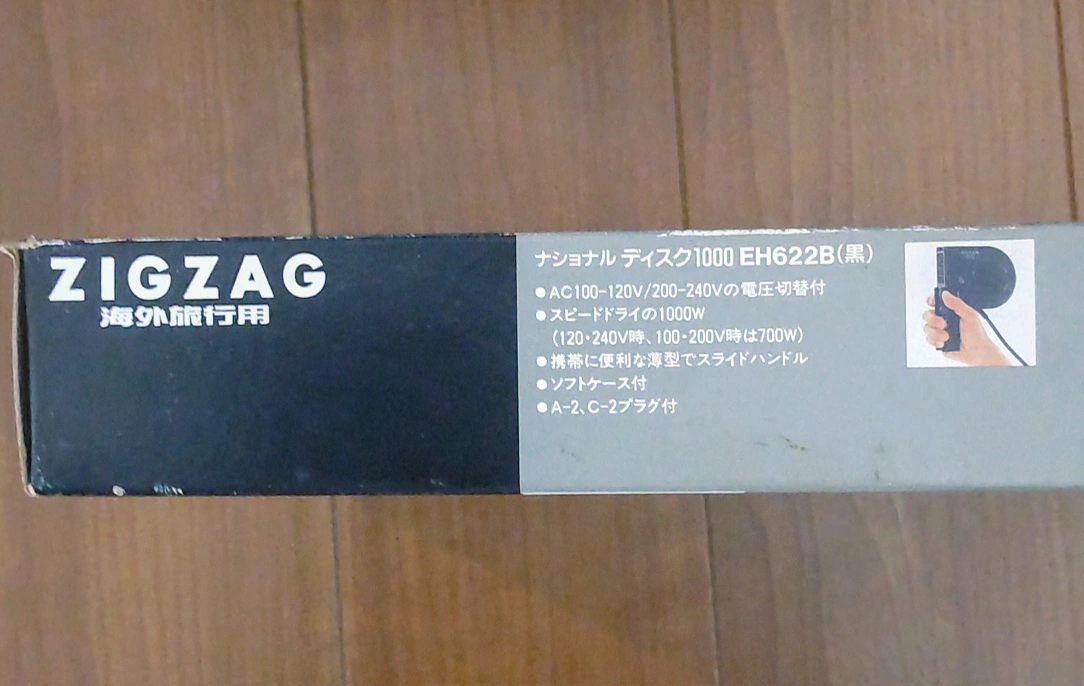 ZIGZAG
海外旅行用
ナショナル ディスク1000 EH622B(黒)
●AC100-120V/200-240Vの電圧切替付
●スピードドライの1000W
(120・240V時、100・200V時は700W)
●携帯に便利な薄型でスライドハンドル
●ソフトケース付
●A-2、C-2プラグ付